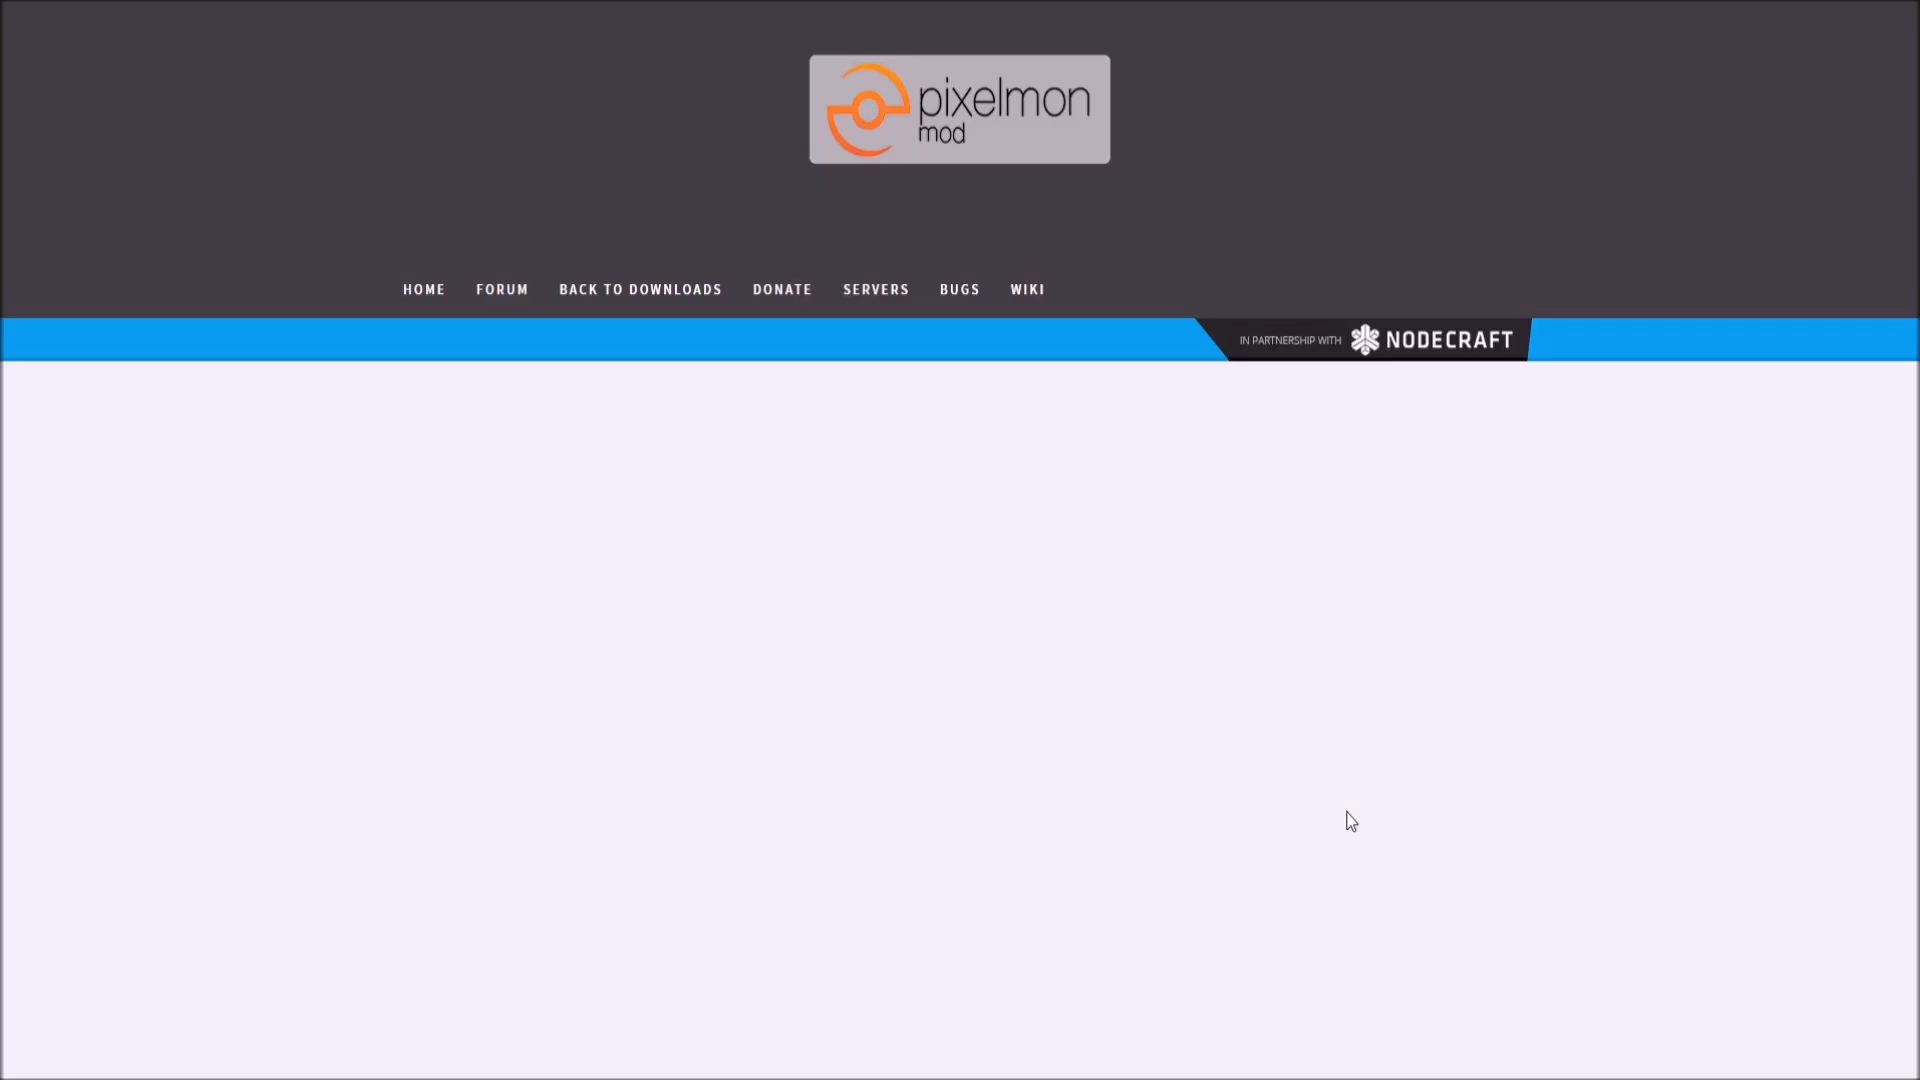 pixelmon
mod
HOME FORUM BACK TO DOWNLOADS DONATE SERVERS BUGS WIKI
IN PARTNERSHIP WITH NODECRAFT